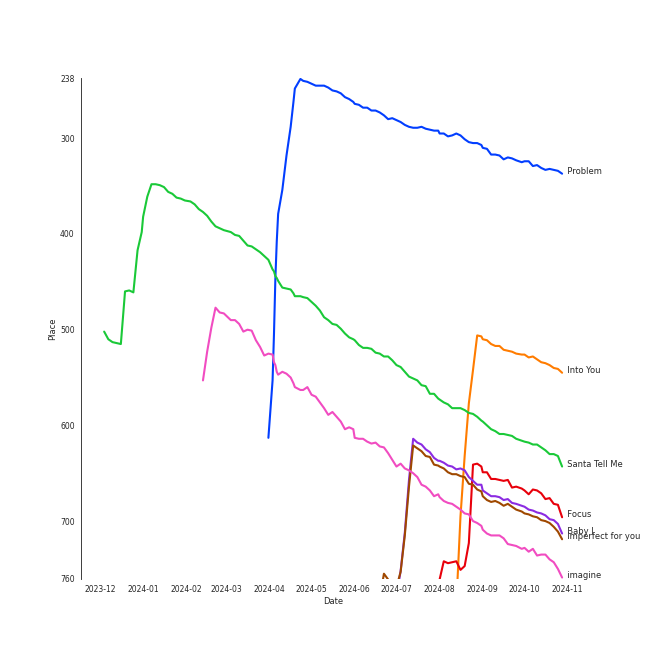 238
300
400
500
600
700
760
Place
2023-12
2024-01
2024-02
2024-03
2024-04
2024-05
2024-06
2024-07
2024-08
2024-09
2024-10
2024-11
Date
Problem
Into You
Santa Tell Me
Focus
Baby I
imperfect for you
imagine